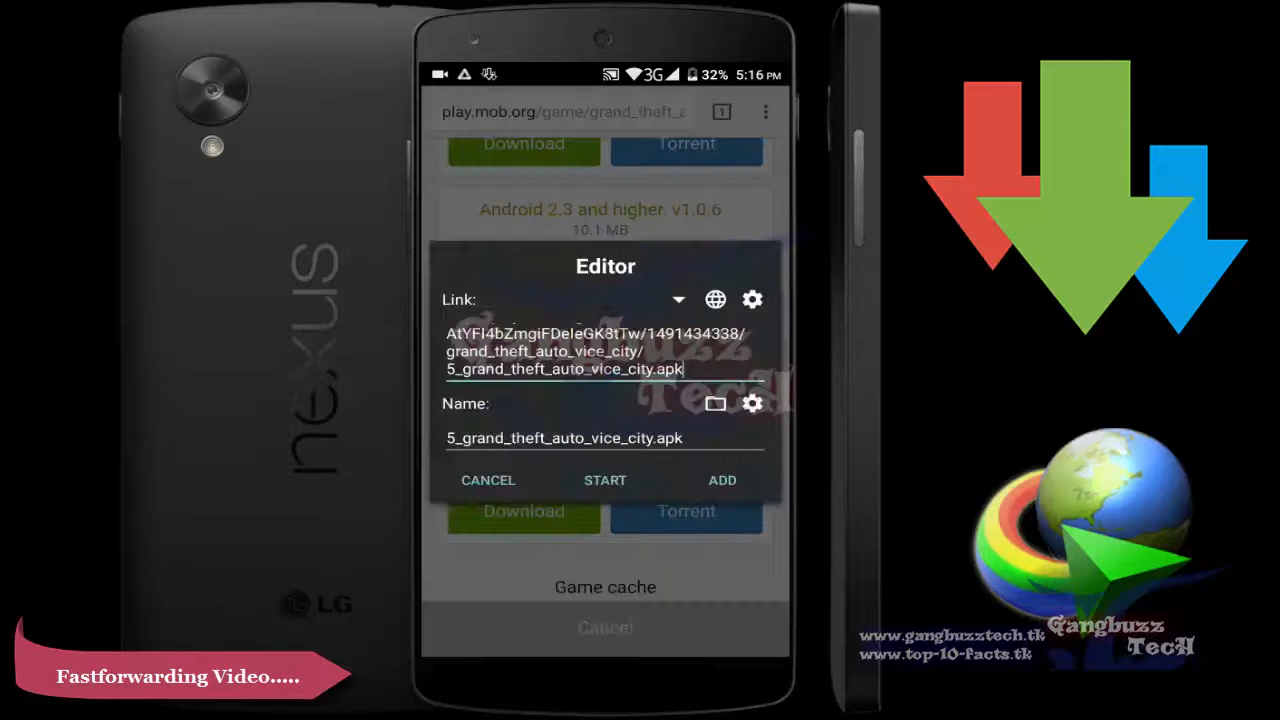 nexus
LG
3G 32% 5:16 PM
play.mob.org/game/grand_theft_a 1
Download Torrent
Android 2.3 and higher. v1.0.6
10.1 MB
Editor
Link:
AtYFI4bZmgiFDeIeGK8tTw/1491434338/
grand_theft_auto_vice_city/
5_grand_theft_auto_vice_city.apk
Gangbuzz
TecH
Name:
5_grand_theft_auto_vice_city.apk
CANCEL START ADD
Download Torrent
Game cache
Cancel
Fastforwarding Video.....
www.gangbuzztech.tk
www.top-10-facts.tk
Gangbuzz
TecH